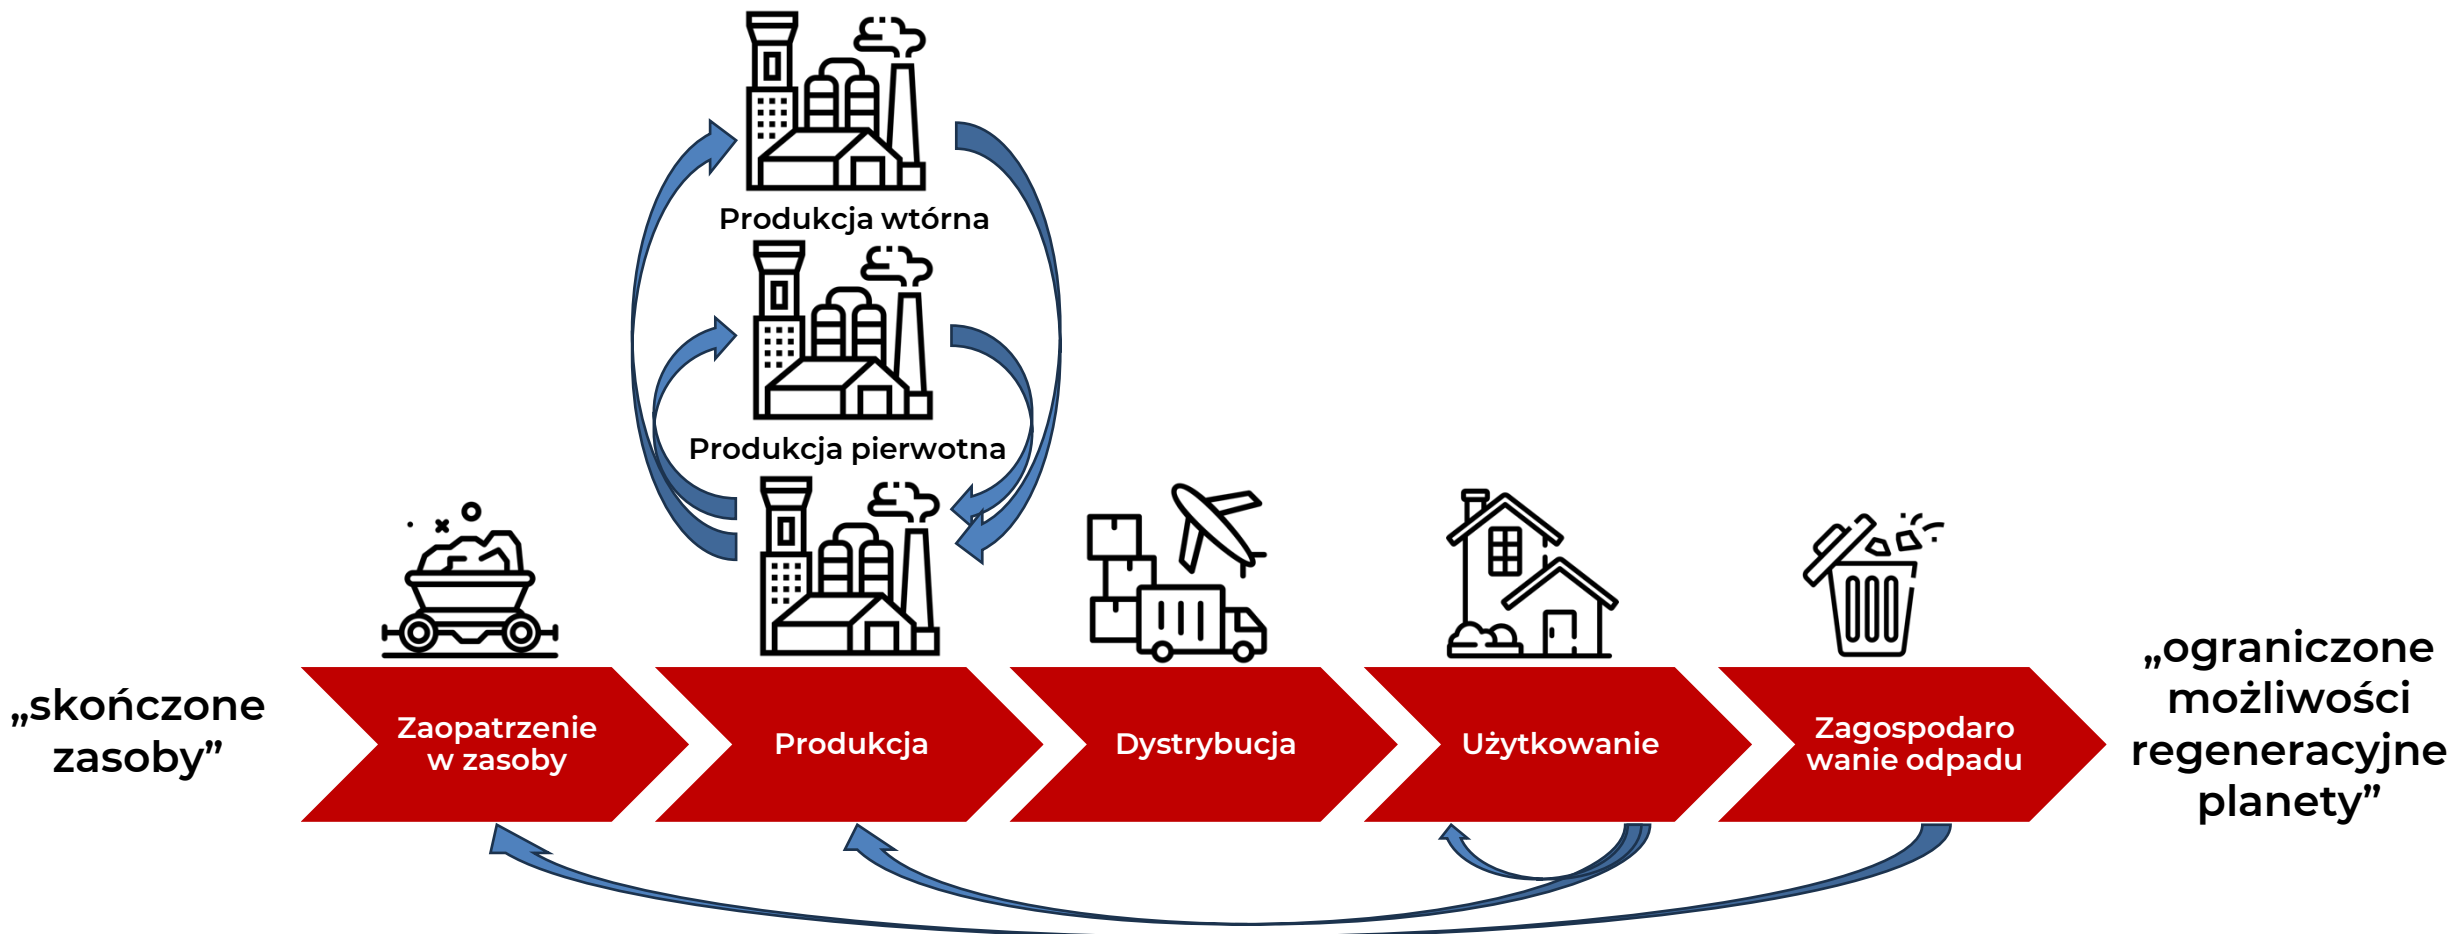 Produkcja wtórna
Produkcja pierwotna
„skończone
zasoby”
Zaopatrzenie
w zasoby
Produkcja
Dystrybucja
Użytkowanie
Zagospodaro
wanie odpadu
„ograniczone
możliwości
regeneracyjne
planety”